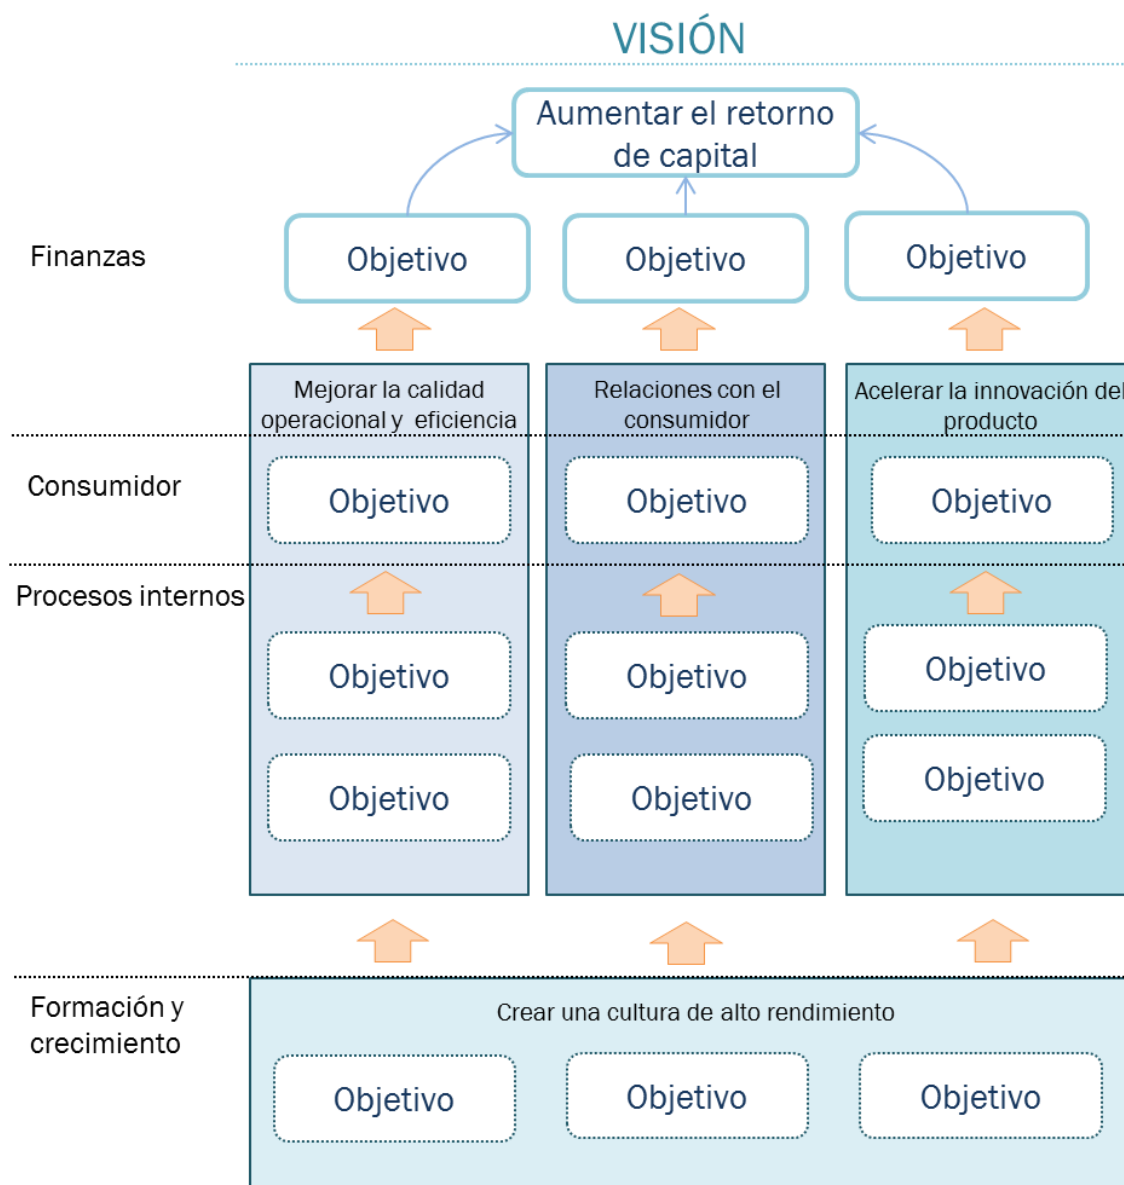 VISIÓN
Aumentar el retorno
de capital
Finanzas
Objetivo
Objetivo
Objetivo
Mejorar la calidad
operacional y eficiencia
Relaciones con el
consumidor
Acelerar la innovación del
producto
Consumidor
Objetivo
Objetivo
Objetivo
Procesos internos
Objetivo
Objetivo
Objetivo
Objetivo
Objetivo
Objetivo
Formación y
crecimiento
Crear una cultura de alto rendimiento
Objetivo
Objetivo
Objetivo